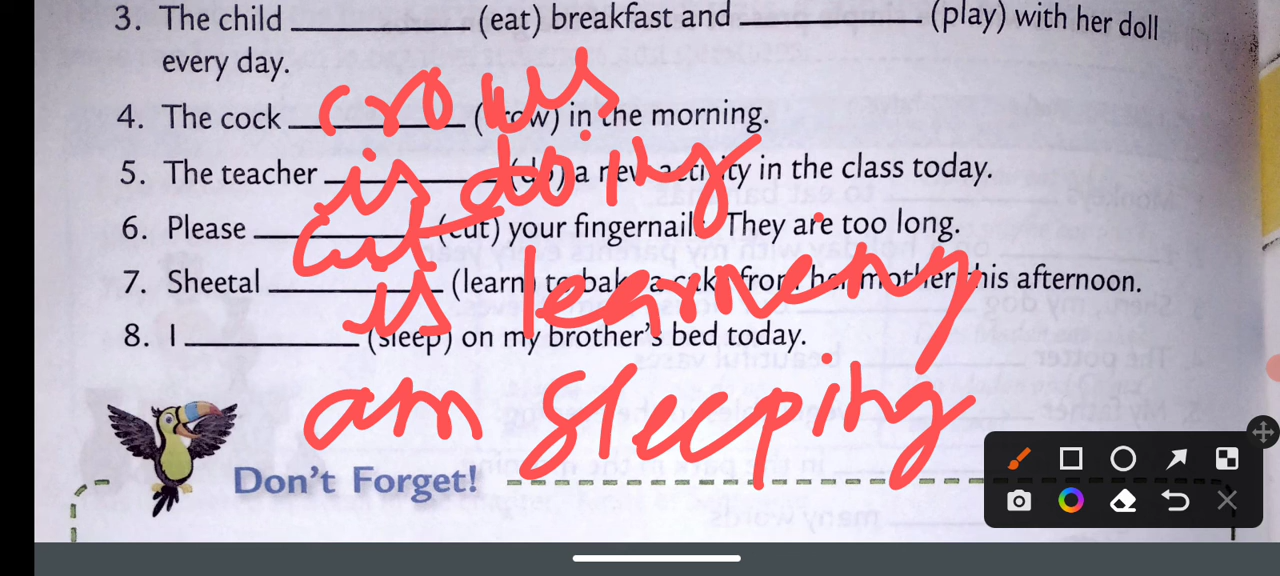 3. The child __________ (eat) breakfast and __________ (play) with her doll
every day.
4. The cock __________ (crow) in the morning.
crows
5. The teacher __________ (do) a new activity in the class today.
is doing
6. Please __________ (cut) your fingernails. They are too long.
cut
7. Sheetal __________ (learn) to bake a cake from her mother this afternoon.
is learning
8. I __________ (sleep) on my brother's bed today.
am sleeping
Don't Forget!